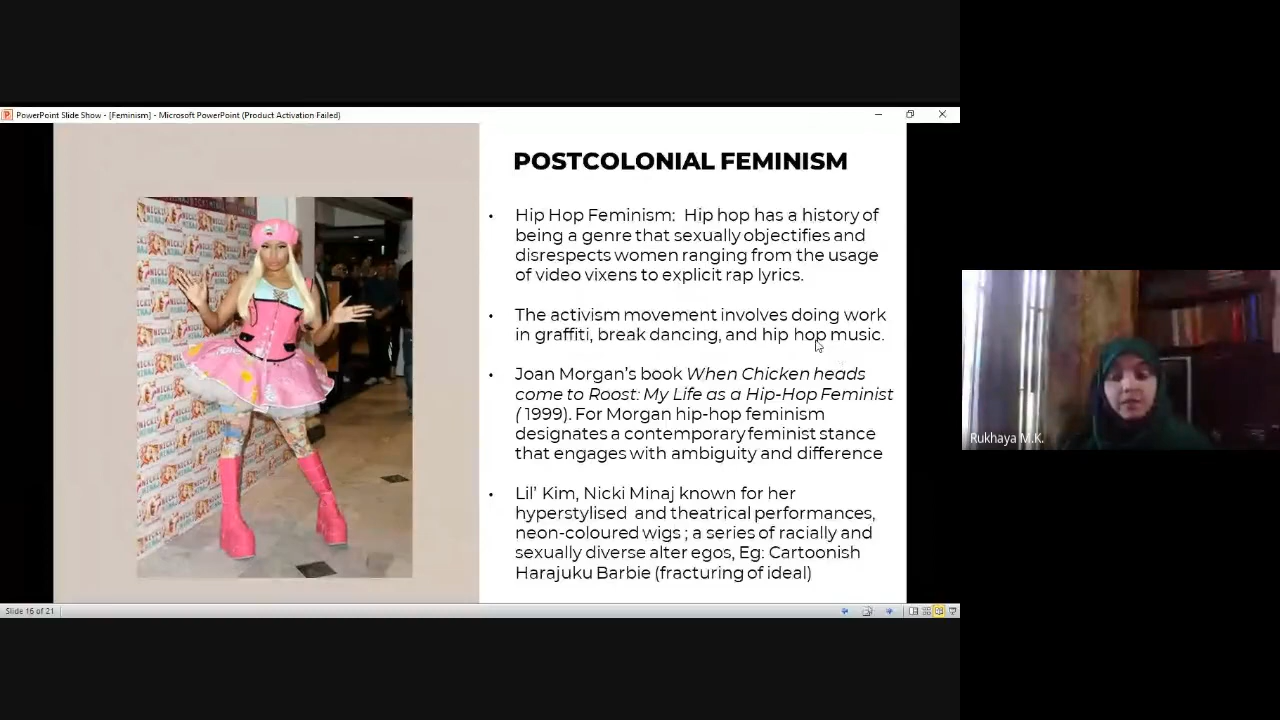 PowerPoint Slide Show - [Feminism] - Microsoft PowerPoint (Product Activation Failed)
POSTCOLONIAL FEMINISM
• Hip Hop Feminism: Hip hop has a history of
being a genre that sexually objectifies and
disrespects women ranging from the usage
of video vixens to explicit rap lyrics.
• The activism movement involves doing work
in graffiti, break dancing, and hip hop music.
• Joan Morgan's book When Chicken heads
come to Roost: My Life as a Hip-Hop Feminist
( 1999). For Morgan hip-hop feminism
designates a contemporary feminist stance
that engages with ambiguity and difference
• Lil' Kim, Nicki Minaj known for her
hyperstylised and theatrical performances,
neon-coloured wigs ; a series of racially and
sexually diverse alter egos, Eg: Cartoonish
Harajuku Barbie (fracturing of ideal)
NICKI
MINAJ
Rukhaya M.K.
Slide 16 of 21